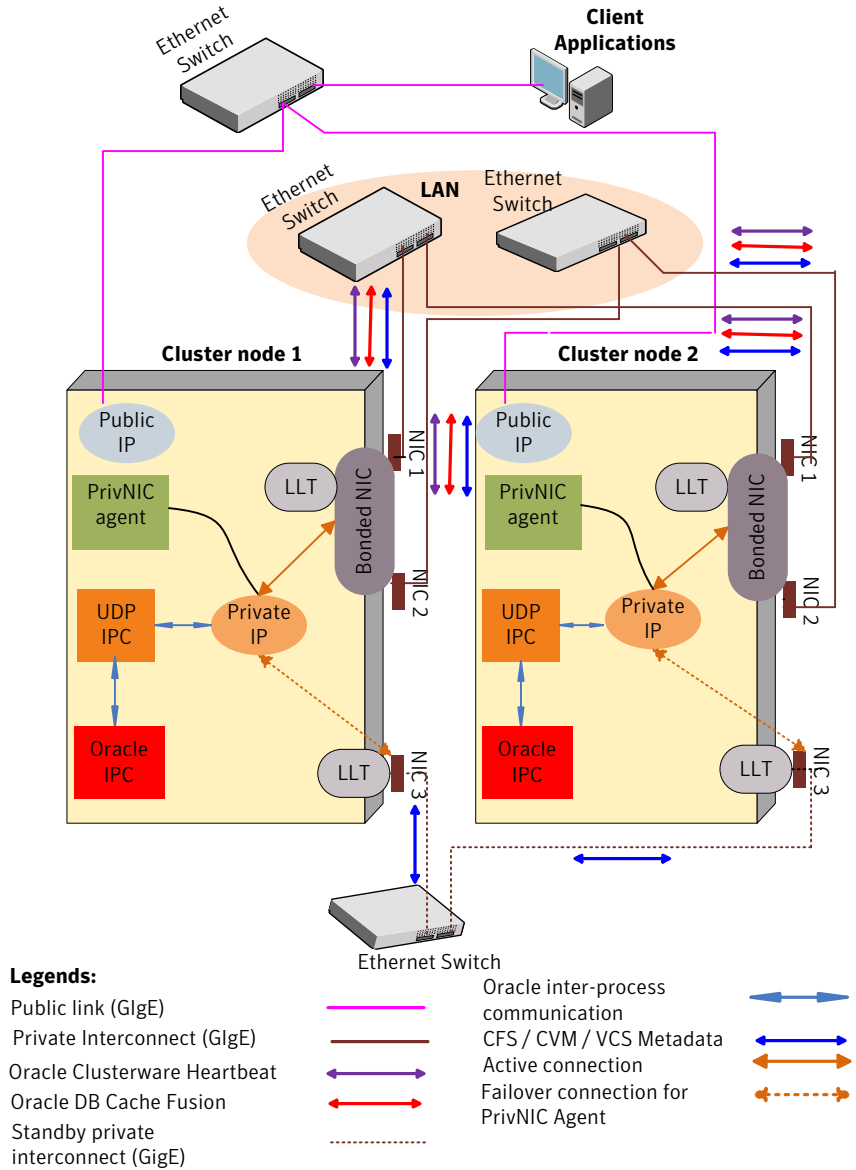 Ethernet
Switch
Client
Applications
Ethernet
Switch
LAN
Ethernet
Switch
Cluster node 1
Cluster node 2
Public
IP
PrivNIC
agent
LLT
Bonded NIC
NIC 1
NIC 2
UDP
IPC
Private
IP
Oracle
IPC
LLT
NIC 3
Public
IP
PrivNIC
agent
LLT
Bonded NIC
NIC 1
NIC 2
UDP
IPC
Private
IP
Oracle
IPC
LLT
NIC 3
Ethernet Switch
Legends:
Public link (GIgE)
Private Interconnect (GIgE)
Oracle Clusterware Heartbeat
Oracle DB Cache Fusion
Standby private
interconnect (GigE)
Oracle inter-process
communication
CFS / CVM / VCS Metadata
Active connection
Failover connection for
PrivNIC Agent